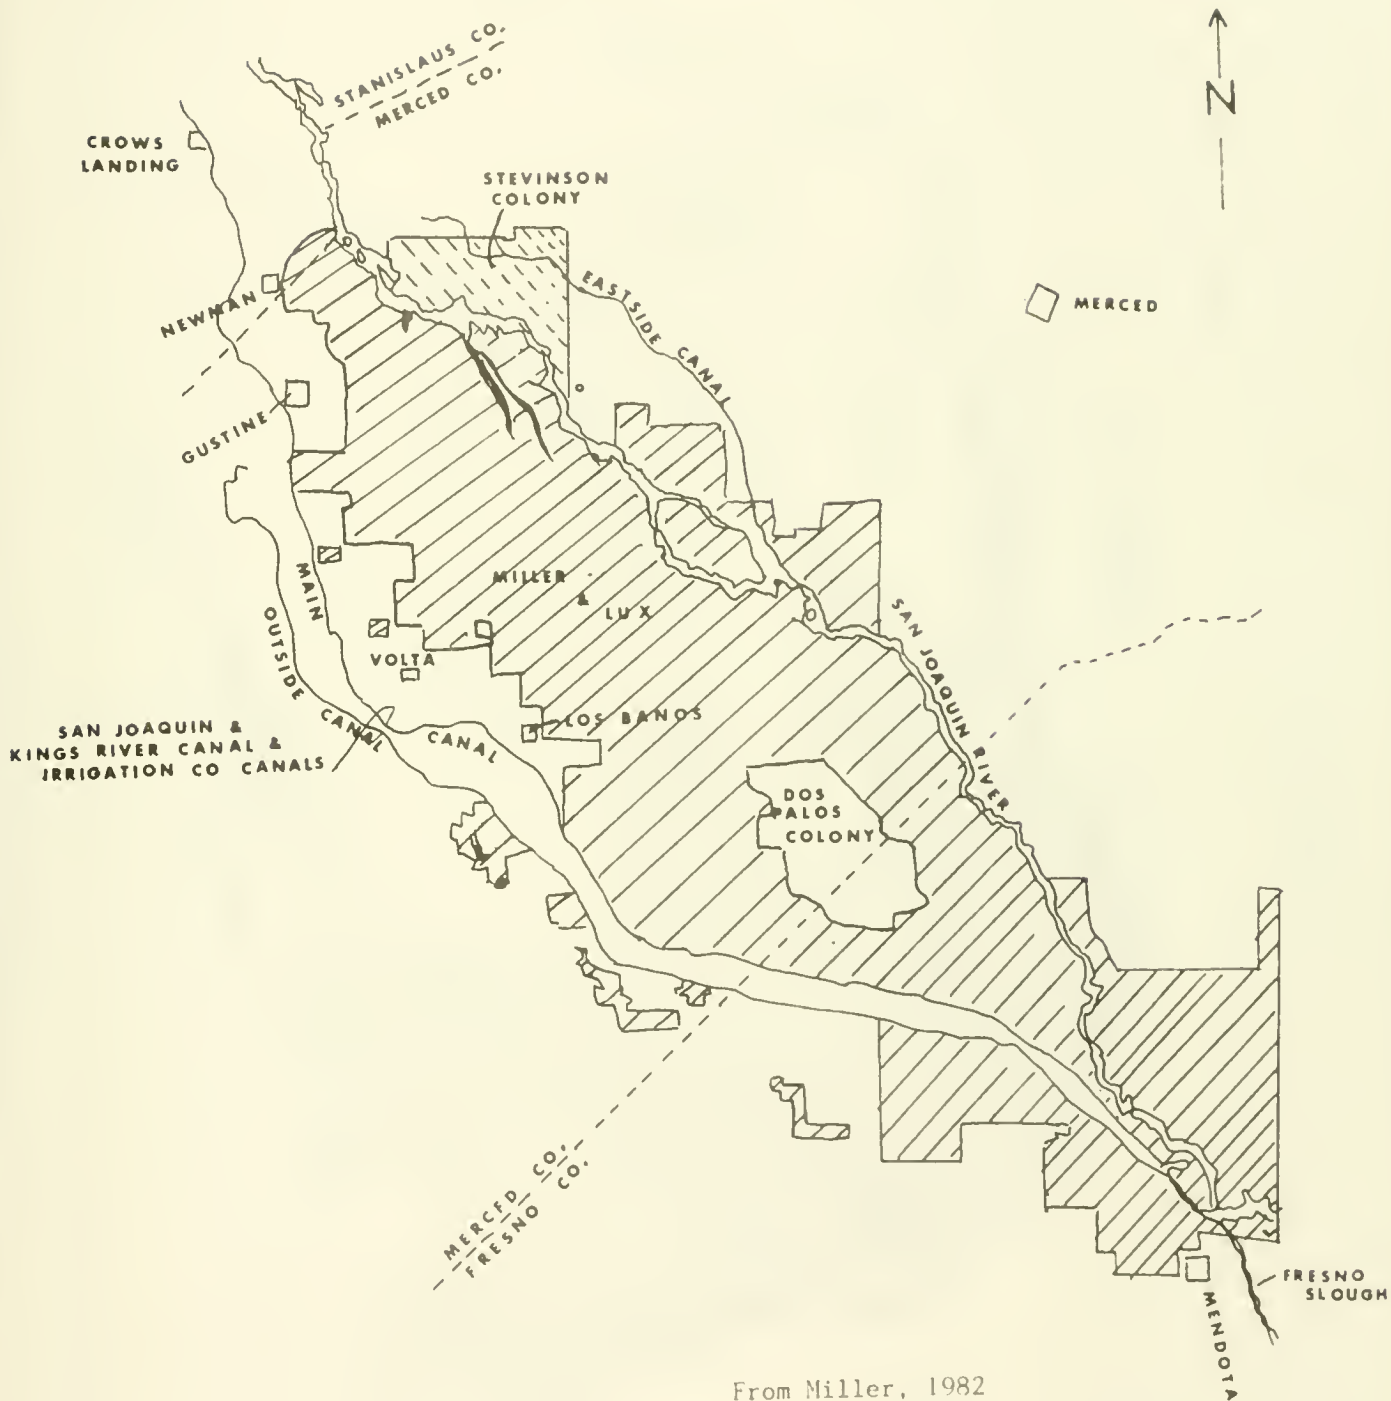 STANISLAUS CO.
MERCED CO.
N
CROWS
LANDING
STEVINSON
COLONY
EASTSIDE CANAL
MERCED
NEWMAN
GUSTINE
MAIN
OUTSIDE CANAL
MILLER
&
LUX
SAN JOAQUIN RIVER
VOLTA
LOS BANOS
CANAL
SAN JOAQUIN &
KINGS RIVER CANAL &
IRRIGATION CO CANALS
DOS
PALOS
COLONY
MERCED CO.
FRESNO CO.
FRESNO
SLOUGH
MENDOTA
From Miller, 1982